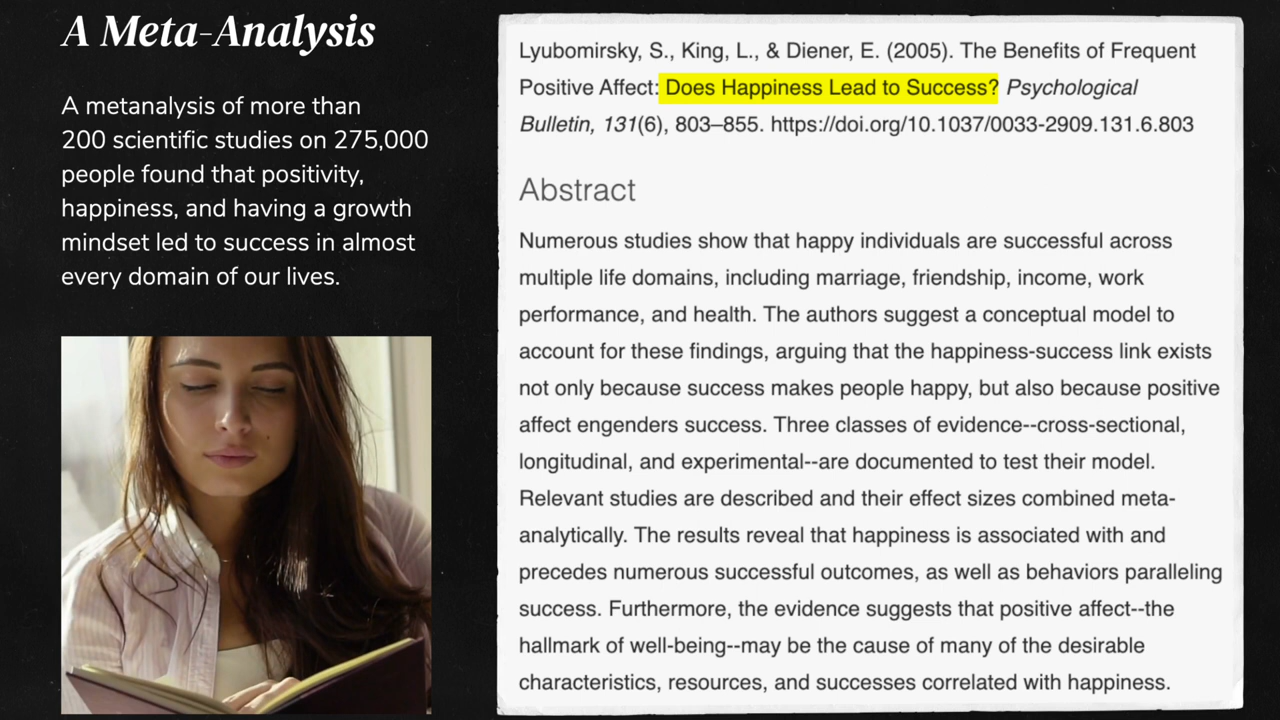 A Meta-Analysis
A metanalysis of more than
200 scientific studies on 275,000
people found that positivity,
happiness, and having a growth
mindset led to success in almost
every domain of our lives.
Lyubomirsky, S., King, L., & Diener, E. (2005). The Benefits of Frequent
Positive Affect: Does Happiness Lead to Success? Psychological
Bulletin, 131(6), 803–855. https://doi.org/10.1037/0033-2909.131.6.803
Abstract
Numerous studies show that happy individuals are successful across
multiple life domains, including marriage, friendship, income, work
performance, and health. The authors suggest a conceptual model to
account for these findings, arguing that the happiness-success link exists
not only because success makes people happy, but also because positive
affect engenders success. Three classes of evidence--cross-sectional,
longitudinal, and experimental--are documented to test their model.
Relevant studies are described and their effect sizes combined meta-
analytically. The results reveal that happiness is associated with and
precedes numerous successful outcomes, as well as behaviors paralleling
success. Furthermore, the evidence suggests that positive affect--the
hallmark of well-being--may be the cause of many of the desirable
characteristics, resources, and successes correlated with happiness.